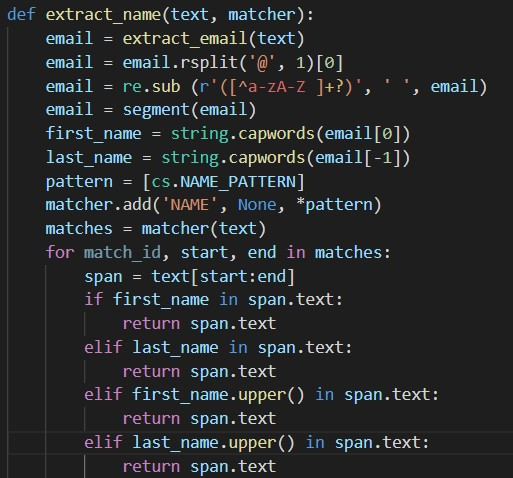 def extract_name(text, matcher):
    email = extract_email(text)
    email = email.rsplit('@', 1)[0]
    email = re.sub (r'([^a-zA-Z ]+?)', ' ', email)
    email = segment(email)
    first_name = string.capwords(email[0])
    last_name = string.capwords(email[-1])
    pattern = [cs.NAME_PATTERN]
    matcher.add('NAME', None, *pattern)
    matches = matcher(text)
    for match_id, start, end in matches:
        span = text[start:end]
        if first_name in span.text:
            return span.text
        elif last_name in span.text:
            return span.text
        elif first_name.upper() in span.text:
            return span.text
        elif last_name.upper() in span.text:
            return span.text